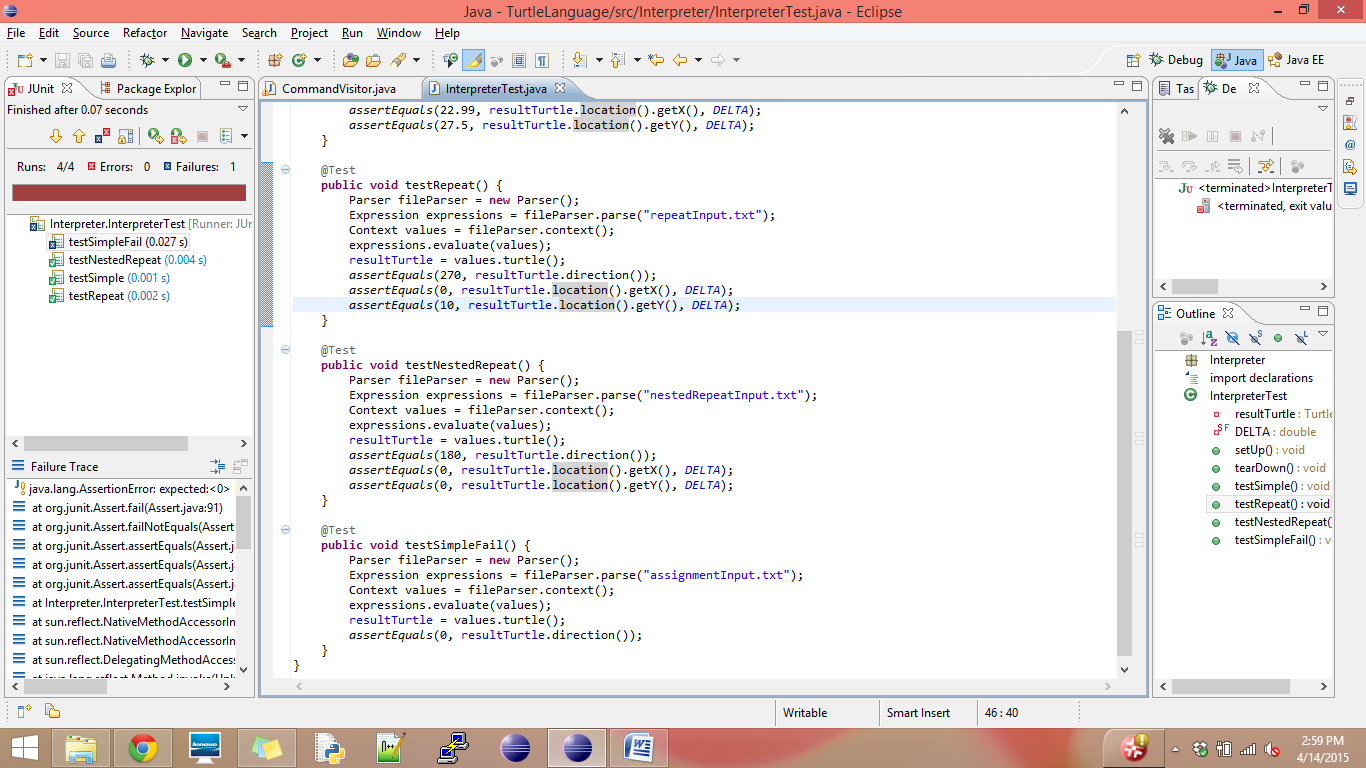 Java - TurtleLanguage/src/Interpreter/InterpreterTest.java - Eclipse
File Edit Source Refactor Navigate Search Project Run Window Help
Debug Java Java EE
JUnit Package Explor
Finished after 0.07 seconds
Runs: 4/4 Errors: 0 Failures: 1
Interpreter.InterpreterTest [Runner: JUr
testSimpleFail (0.027 s)
testNestedRepeat (0.004 s)
testSimple (0.001 s)
testRepeat (0.002 s)
Failure Trace
java.lang.AssertionError: expected:<0>
at org.junit.Assert.fail(Assert.java:91)
at org.junit.Assert.failNotEquals(Assert
at org.junit.Assert.assertEquals(Assert.j
at org.junit.Assert.assertEquals(Assert.j
at org.junit.Assert.assertEquals(Assert.j
at Interpreter.InterpreterTest.testSimple
at sun.reflect.NativeMethodAccessorIn
at sun.reflect.NativeMethodAccessorIn
at sun.reflect.DelegatingMethodAcces
CommandVisitor.java InterpreterTest.java
assertEquals(22.99, resultTurtle.location().getX(), DELTA);
assertEquals(27.5, resultTurtle.location().getY(), DELTA);
}
@Test
public void testRepeat() {
Parser fileParser = new Parser();
Expression expressions = fileParser.parse("repeatInput.txt");
Context values = fileParser.context();
expressions.evaluate(values);
resultTurtle = values.turtle();
assertEquals(270, resultTurtle.direction());
assertEquals(0, resultTurtle.location().getX(), DELTA);
assertEquals(10, resultTurtle.location().getY(), DELTA);
}
@Test
public void testNestedRepeat() {
Parser fileParser = new Parser();
Expression expressions = fileParser.parse("nestedRepeatInput.txt");
Context values = fileParser.context();
expressions.evaluate(values);
resultTurtle = values.turtle();
assertEquals(180, resultTurtle.direction());
assertEquals(0, resultTurtle.location().getX(), DELTA);
assertEquals(0, resultTurtle.location().getY(), DELTA);
}
@Test
public void testSimpleFail() {
Parser fileParser = new Parser();
Expression expressions = fileParser.parse("assignmentInput.txt");
Context values = fileParser.context();
expressions.evaluate(values);
resultTurtle = values.turtle();
assertEquals(0, resultTurtle.direction());
}
}
Tas De
<terminated>InterpreterT
<terminated, exit valu
Outline
Interpreter
import declarations
InterpreterTest
resultTurtle : Turtle
DELTA : double
setUp() : void
tearDown() : void
testSimple() : void
testRepeat() : void
testNestedRepeat(
testSimpleFail() : v
Writable Smart Insert 46 : 40
lenovo
2:59 PM
4/14/2015